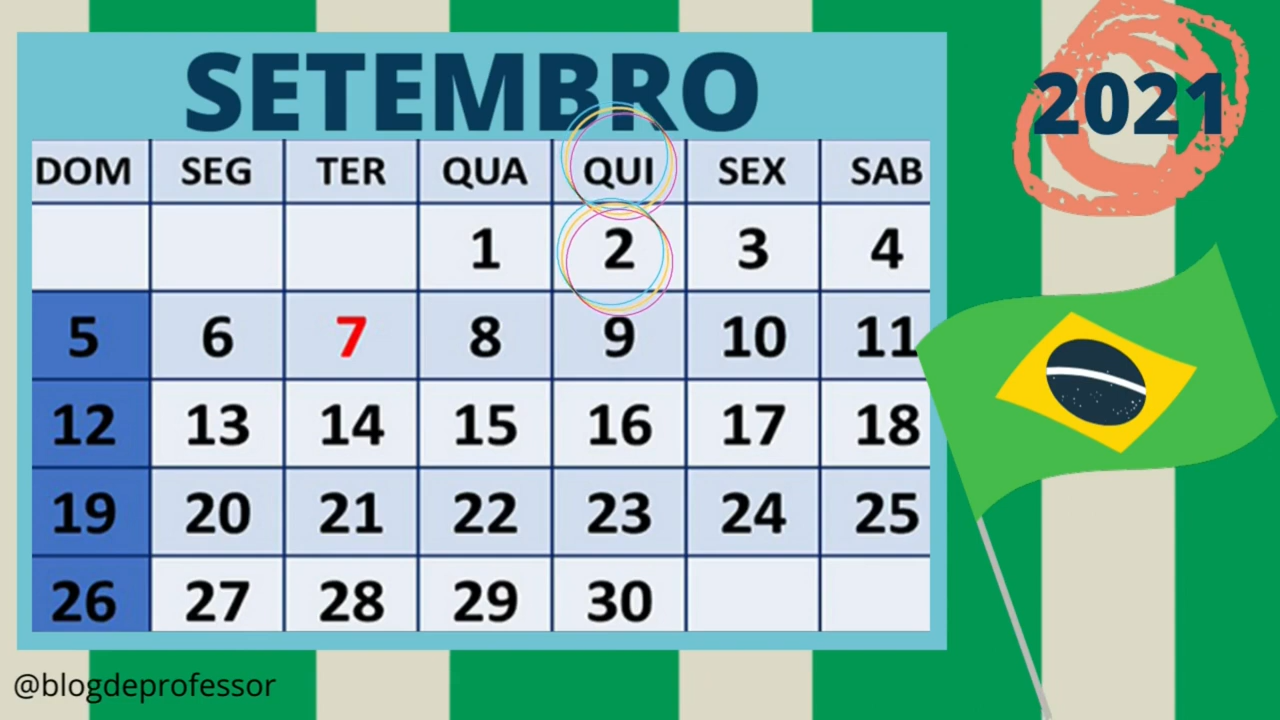 SETEMBRO
2021
DOM SEG TER QUA QUI SEX SAB
1 2 3 4
5 6 7 8 9 10 11
12 13 14 15 16 17 18
19 20 21 22 23 24 25
26 27 28 29 30
@blogdeprofessor